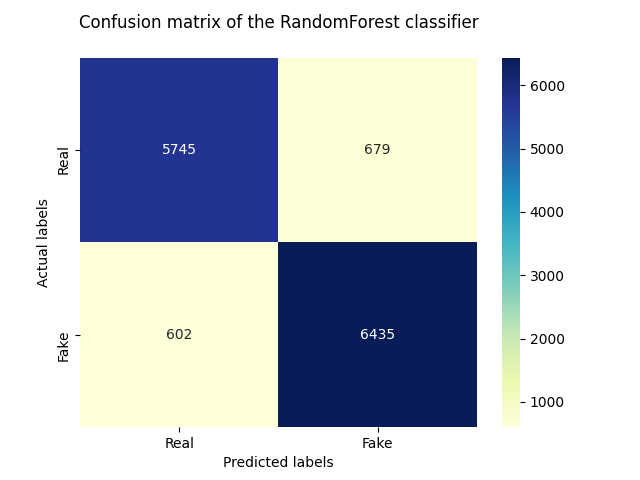 Confusion matrix of the RandomForest classifier
Actual labels
Real
5745
679
Fake
602
6435
Real
Fake
Predicted labels
6000
5000
4000
3000
2000
1000